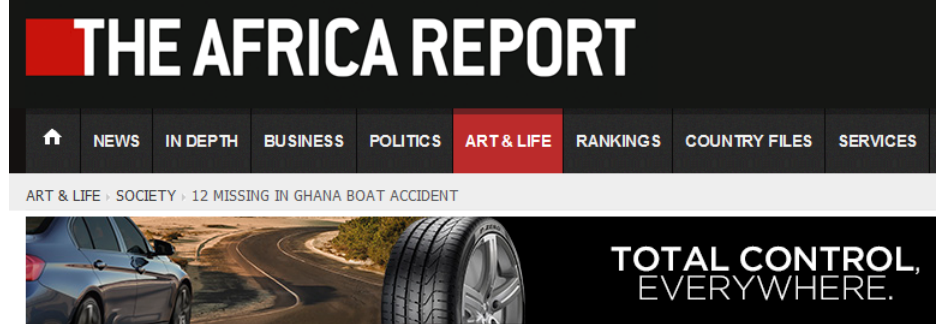 THE AFRICA REPORT
NEWS IN DEPTH BUSINESS POLITICS ART & LIFE RANKINGS COUNTRY FILES SERVICES
ART & LIFE › SOCIETY › 12 MISSING IN GHANA BOAT ACCIDENT
TOTAL CONTROL,
EVERYWHERE.